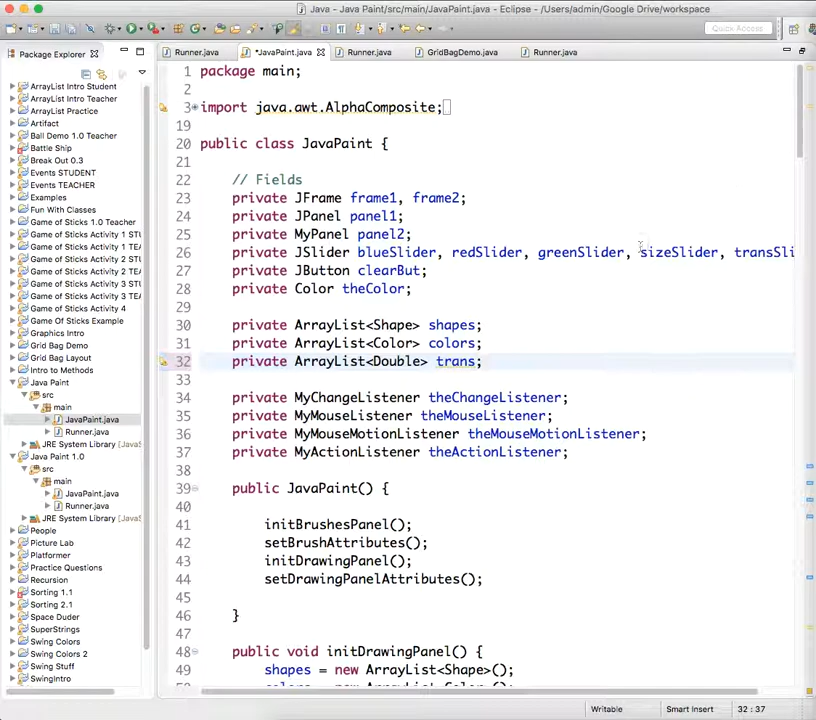 Java - Java Paint/src/main/JavaPaint.java - Eclipse - /Users/admin/Google Drive/workspace
Quick Access
Package Explorer
Runner.java
*JavaPaint.java
Runner.java
GridBagDemo.java
Runner.java
ArrayList Intro Student
ArrayList Intro Teacher
ArrayList Practice
Artifact
Ball Demo 1.0 Teacher
Battle Ship
Break Out 0.3
Events STUDENT
Events TEACHER
Examples
Fun With Classes
Game of Sticks 1.0 Teacher
Game of Sticks Activity 1 STU
Game of Sticks Activity 1 TEA
Game of Sticks Activity 2 STU
Game of Sticks Activity 2 TEA
Game of Sticks Activity 3 STU
Game of Sticks Activity 3 TEA
Game of Sticks Activity 4
Game Of Sticks Example
Graphics Intro
Grid Bag Demo
Grid Bag Layout
Into to Methods
Java Paint
src
main
JavaPaint.java
Runner.java
JRE System Library [JavaSE
Java Paint 1.0
src
main
JavaPaint.java
Runner.java
JRE System Library [JavaSE
People
Picture Lab
Platformer
Practice Questions
Recursion
Sorting 1.1
Sorting 2.1
Space Duder
SuperStrings
Swing Colors
Swing Colors 2
Swing Stuff
SwingIntro
1 package main;
2
3 import java.awt.AlphaComposite;
19
20 public class JavaPaint {
21
22 // Fields
23 private JFrame frame1, frame2;
24 private JPanel panel1;
25 private MyPanel panel2;
26 private JSlider blueSlider, redSlider, greenSlider, sizeSlider, transSli
27 private JButton clearBut;
28 private Color theColor;
29
30 private ArrayList<Shape> shapes;
31 private ArrayList<Color> colors;
32 private ArrayList<Double> trans;
33
34 private MyChangeListener theChangeListener;
35 private MyMouseListener theMouseListener;
36 private MyMouseMotionListener theMouseMotionListener;
37 private MyActionListener theActionListener;
38
39 public JavaPaint() {
40
41 initBrushesPanel();
42 setBrushAttributes();
43 initDrawingPanel();
44 setDrawingPanelAttributes();
45
46 }
47
48 public void initDrawingPanel() {
49 shapes = new ArrayList<Shape>();
Writable
Smart Insert
32 : 37